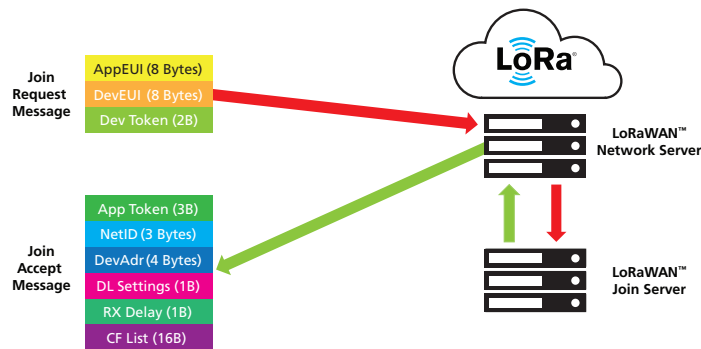 Join
Request
Message
AppEUI (8 Bytes)
DevEUI (8 Bytes)
Dev Token (2B)
LoRa®
LoRaWAN™
Network Server
Join
Accept
Message
App Token (3B)
NetID (3 Bytes)
DevAdr(4 Bytes)
DL Settings (1B)
RX Delay (1B)
CF List (16B)
LoRaWAN™
Join Server